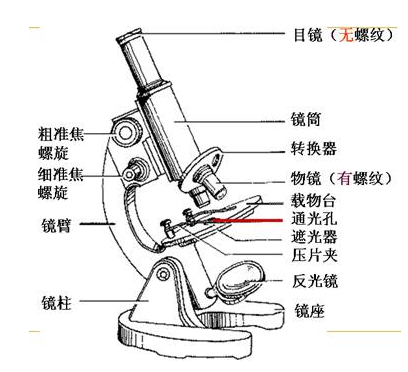 目镜（无螺纹）
镜筒
粗准焦
螺旋
转换器
细准焦
螺旋
物镜（有螺纹）
载物台
通光孔
镜臂
遮光器
压片夹
反光镜
镜柱
镜座